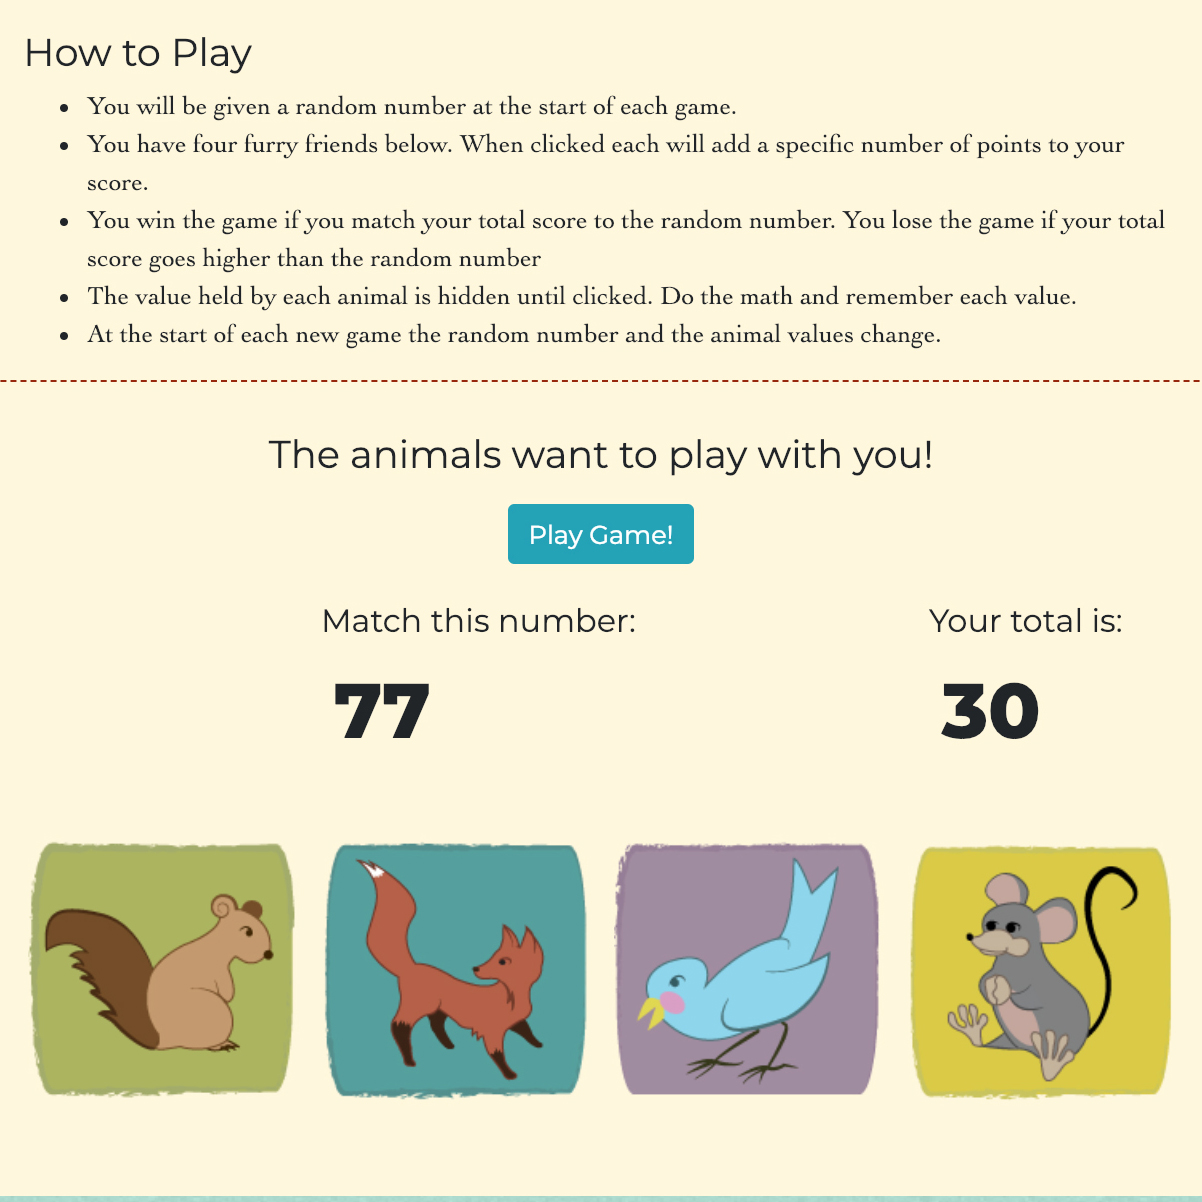 How to Play
You will be given a random number at the start of each game.
You have four furry friends below. When clicked each will add a specific number of points to your
score.
You win the game if you match your total score to the random number. You lose the game if your total
score goes higher than the random number
The value held by each animal is hidden until clicked. Do the math and remember each value.
At the start of each new game the random number and the animal values change.
The animals want to play with you!
Play Game!
Match this number:
Your total is:
77
30